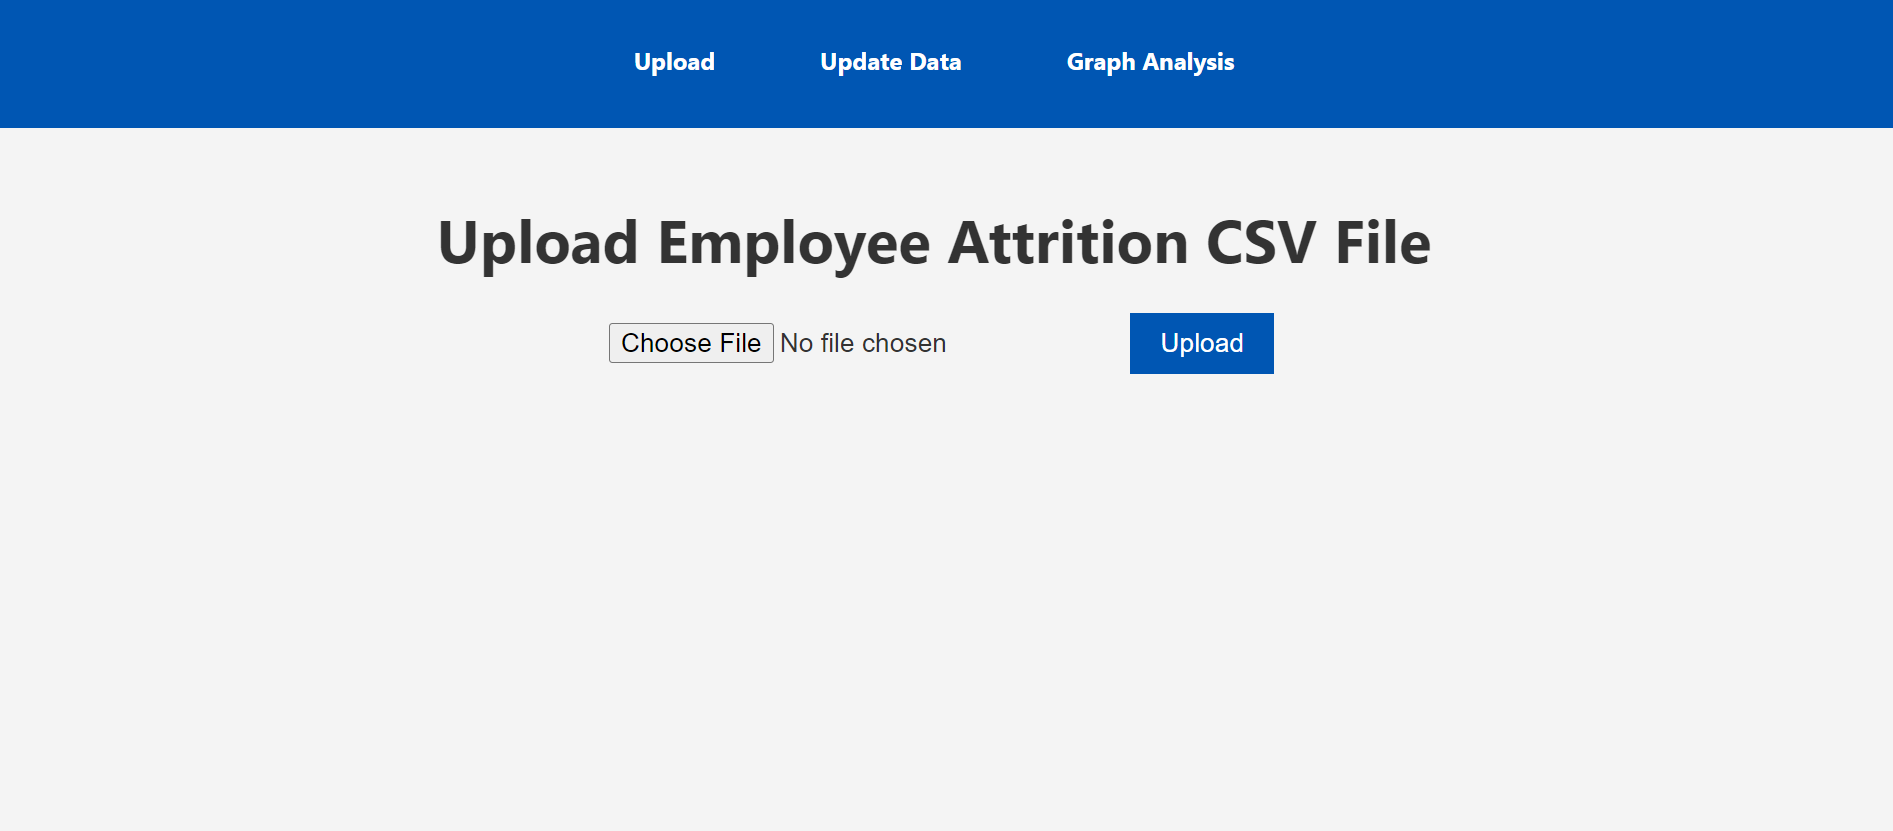 Upload Update Data Graph Analysis
Upload Employee Attrition CSV File
Choose File No file chosen Upload